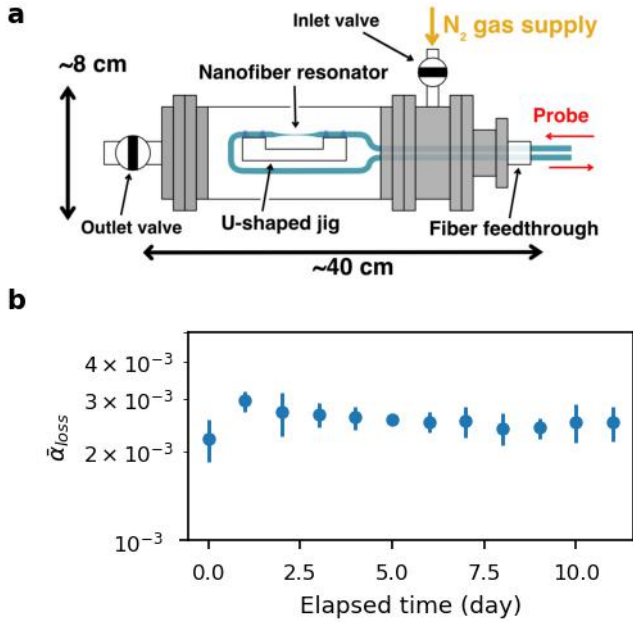 a
Inlet valve
N₂ gas supply
~8 cm
Nanofiber resonator
Probe
Outlet valve
U-shaped jig
Fiber feedthrough
~40 cm
b
4 × 10⁻³
3 × 10⁻³
2 × 10⁻³
10⁻³
ᾱ_loss
0.0 2.5 5.0 7.5 10.0
Elapsed time (day)